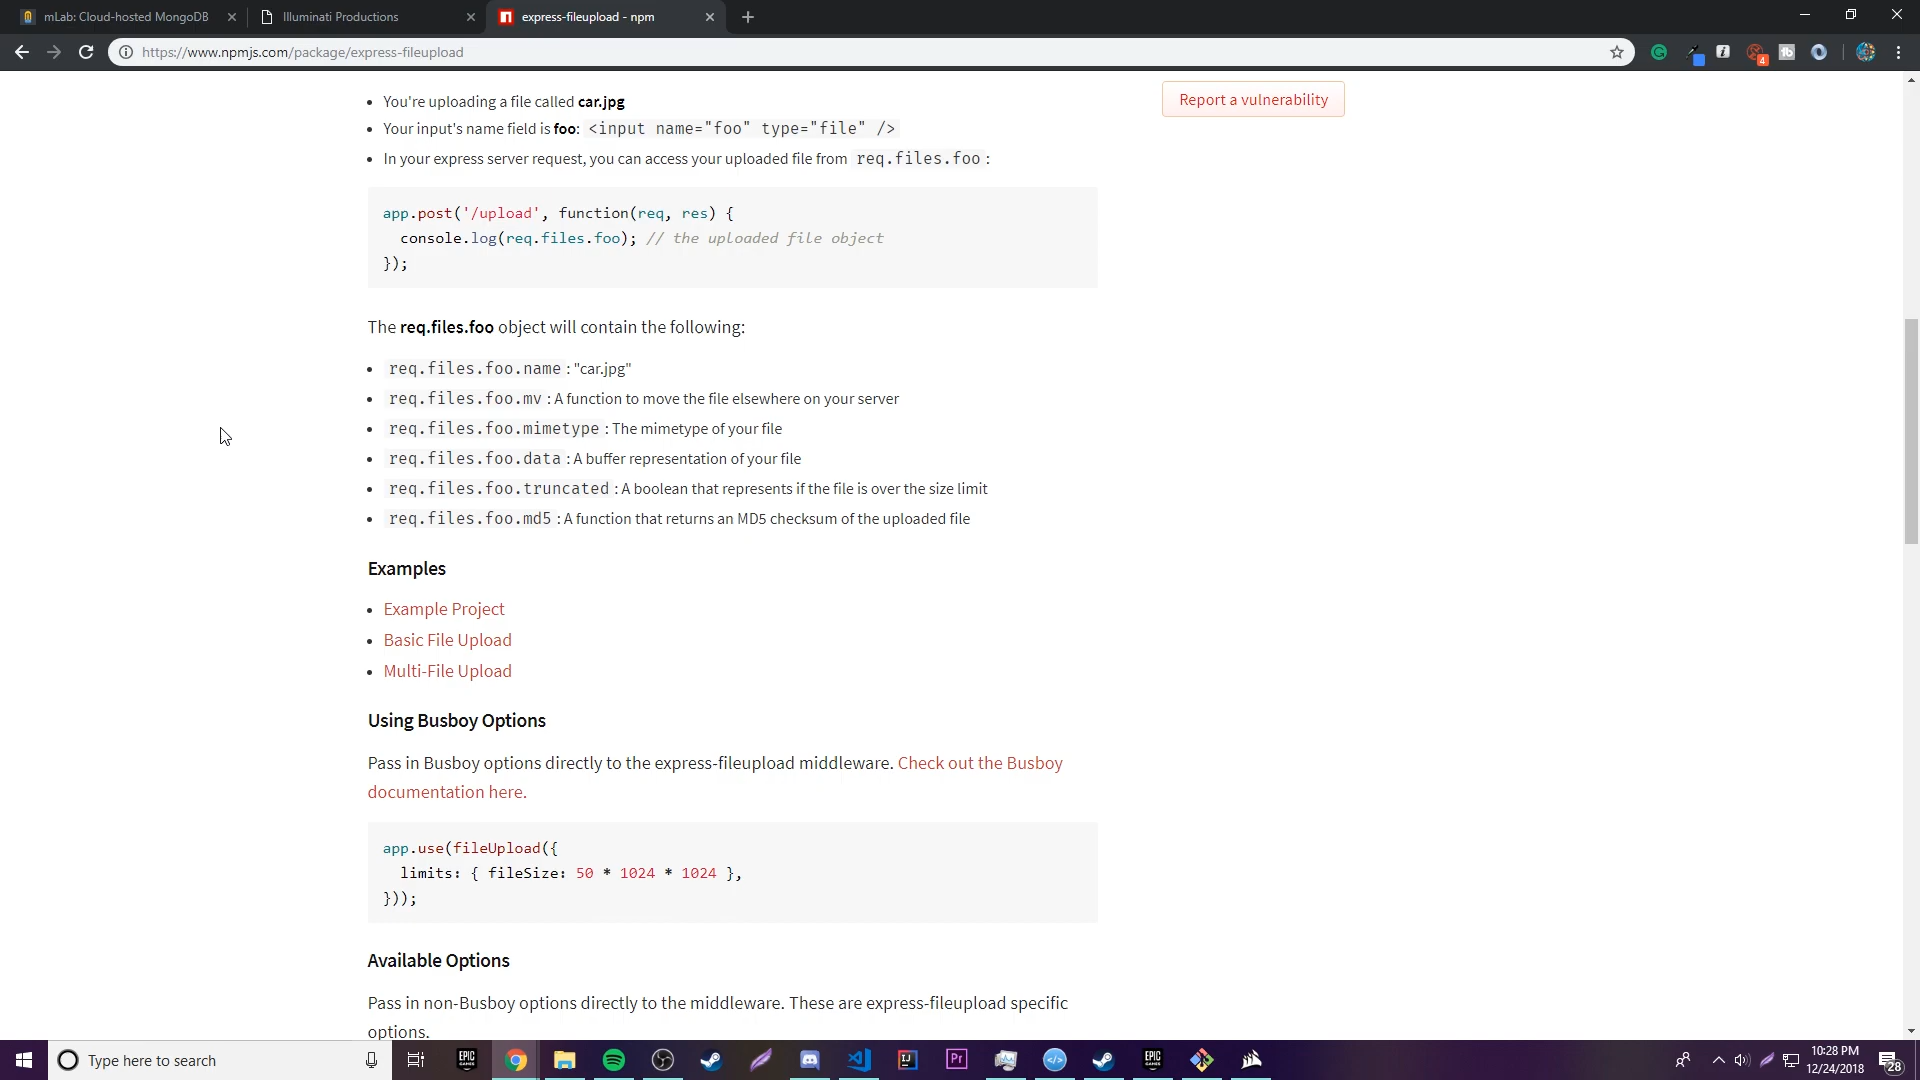 mLab: Cloud-hosted MongoDB
Illuminati Productions
express-fileupload - npm
https://www.npmjs.com/package/express-fileupload
4
You're uploading a file called car.jpg
Your input's name field is foo: <input name="foo" type="file" />
In your express server request, you can access your uploaded file from req.files.foo :
Report a vulnerability
app.post('/upload', function(req, res) {
console.log(req.files.foo); // the uploaded file object
});
The req.files.foo object will contain the following:
req.files.foo.name : "car.jpg"
req.files.foo.mv : A function to move the file elsewhere on your server
req.files.foo.mimetype : The mimetype of your file
req.files.foo.data : A buffer representation of your file
req.files.foo.truncated : A boolean that represents if the file is over the size limit
req.files.foo.md5 : A function that returns an MD5 checksum of the uploaded file
Examples
Example Project
Basic File Upload
Multi-File Upload
Using Busboy Options
Pass in Busboy options directly to the express-fileupload middleware. Check out the Busboy
documentation here.
app.use(fileUpload({
limits: { fileSize: 50 * 1024 * 1024 },
}));
Available Options
Pass in non-Busboy options directly to the middleware. These are express-fileupload specific
options.
Type here to search
EPIC GAMES
IJ
Pr
EPIC GAMES
10:28 PM
12/24/2018
28